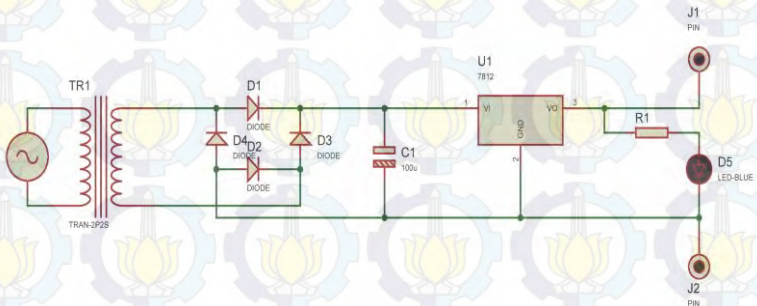 J1
PIN
U1
7812
TR1
D1
1
VI
VO
3
DIODE
R1
GND
D4
D3
DIODE
D2
DIODE
DIODE
C1
100u
2
D5
LED-BLUE
TRAN-2P2S
J2
PIN